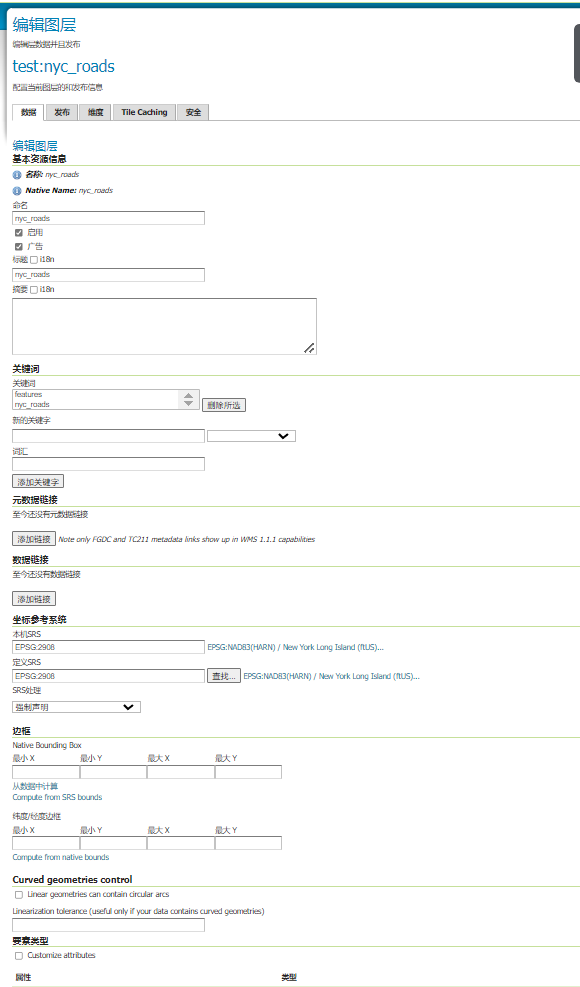 编辑图层
编辑层数据并且发布
test:nyc_roads
配置当前图层的和发布信息
数据 发布 维度 Tile Caching 安全
编辑图层
基本资源信息
名称: nyc_roads
Native Name: nyc_roads
命名
nyc_roads
启用
广告
标题 i18n
nyc_roads
摘要 i18n
关键词
关键词
features
nyc_roads
删除所选
新的关键字
词汇
添加关键字
元数据链接
至今还没有元数据链接
添加链接 Note only FGDC and TC211 metadata links show up in WMS 1.1.1 capabilities
数据链接
至今还没有数据链接
添加链接
坐标参考系统
本机SRS
EPSG:2908 EPSG:NAD83(HARN) / New York Long Island (ftUS)...
定义SRS
EPSG:2908 查找... EPSG:NAD83(HARN) / New York Long Island (ftUS)...
SRS处理
强制声明
边框
Native Bounding Box
最小 X 最小 Y 最大 X 最大 Y
从数据中计算
Compute from SRS bounds
纬度/经度边框
最小 X 最小 Y 最大 X 最大 Y
Compute from native bounds
Curved geometries control
Linear geometries can contain circular arcs
Linearization tolerance (useful only if your data contains curved geometries)
要素类型
Customize attributes
属性 类型